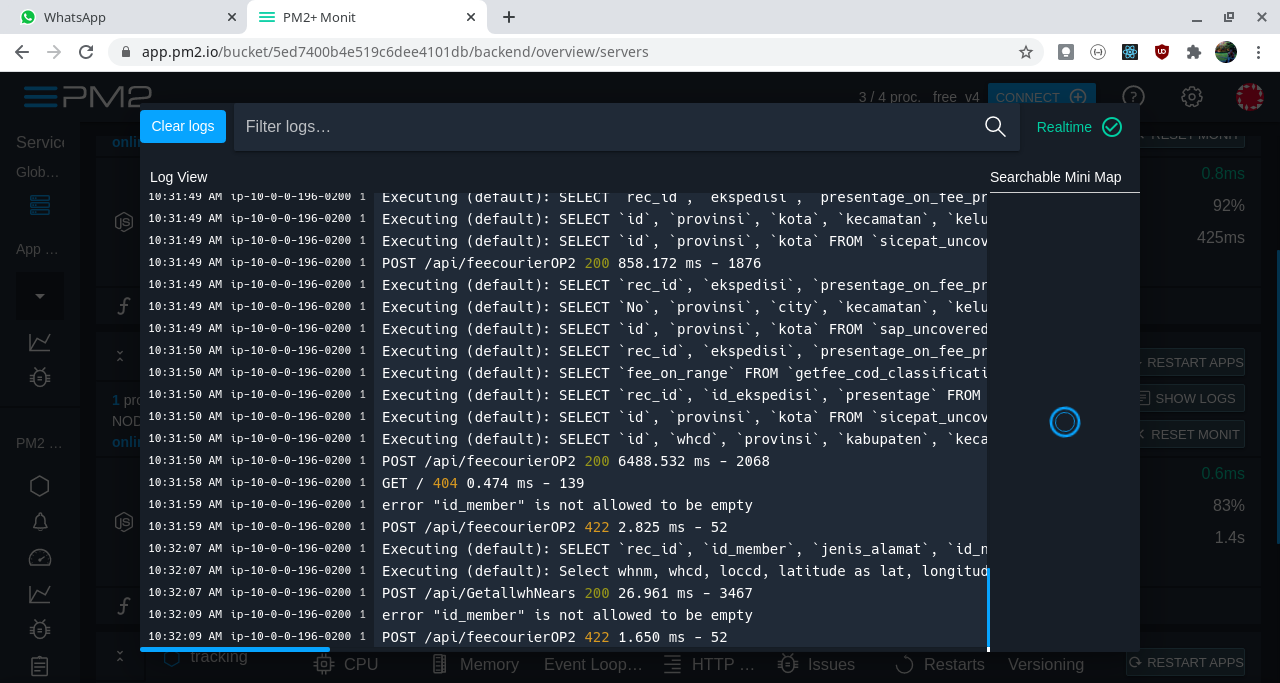 WhatsApp
PM2+ Monit
app.pm2.io/bucket/5ed7400b4e519c6dee4101db/backend/overview/servers
PM2
3 / 4 proc. free v4 CONNECT
Clear logs
Filter logs…
Realtime
Log View
Searchable Mini Map
10:31:49 AM ip-10-0-0-196-0200 1 Executing (default): SELECT `rec_id`, `ekspedisi`, `presentage_on_fee_pr
10:31:49 AM ip-10-0-0-196-0200 1 Executing (default): SELECT `id`, `provinsi`, `kota`, `kecamatan`, `kelu
10:31:49 AM ip-10-0-0-196-0200 1 Executing (default): SELECT `id`, `provinsi`, `kota` FROM `sicepat_uncov
10:31:49 AM ip-10-0-0-196-0200 1 POST /api/feecourierOP2 200 858.172 ms - 1876
10:31:49 AM ip-10-0-0-196-0200 1 Executing (default): SELECT `rec_id`, `ekspedisi`, `presentage_on_fee_pr
10:31:49 AM ip-10-0-0-196-0200 1 Executing (default): SELECT `No`, `provinsi`, `city`, `kecamatan`, `kelu
10:31:49 AM ip-10-0-0-196-0200 1 Executing (default): SELECT `id`, `provinsi`, `kota` FROM `sap_uncovered
10:31:50 AM ip-10-0-0-196-0200 1 Executing (default): SELECT `rec_id`, `ekspedisi`, `presentage_on_fee_pr
10:31:50 AM ip-10-0-0-196-0200 1 Executing (default): SELECT `fee_on_range` FROM `getfee_cod_classificati
10:31:50 AM ip-10-0-0-196-0200 1 Executing (default): SELECT `rec_id`, `id_ekspedisi`, `presentage` FROM
10:31:50 AM ip-10-0-0-196-0200 1 Executing (default): SELECT `id`, `provinsi`, `kota` FROM `sicepat_uncov
10:31:50 AM ip-10-0-0-196-0200 1 Executing (default): SELECT `id`, `whcd`, `provinsi`, `kabupaten`, `keca
10:31:50 AM ip-10-0-0-196-0200 1 POST /api/feecourierOP2 200 6488.532 ms - 2068
10:31:58 AM ip-10-0-0-196-0200 1 GET / 404 0.474 ms - 139
10:31:59 AM ip-10-0-0-196-0200 1 error "id_member" is not allowed to be empty
10:31:59 AM ip-10-0-0-196-0200 1 POST /api/feecourierOP2 422 2.825 ms - 52
10:32:07 AM ip-10-0-0-196-0200 1 Executing (default): SELECT `rec_id`, `id_member`, `jenis_alamat`, `id_n
10:32:07 AM ip-10-0-0-196-0200 1 Executing (default): Select whnm, whcd, loccd, latitude as lat, longitud
10:32:07 AM ip-10-0-0-196-0200 1 POST /api/GetallwhNears 200 26.961 ms - 3467
10:32:09 AM ip-10-0-0-196-0200 1 error "id_member" is not allowed to be empty
10:32:09 AM ip-10-0-0-196-0200 1 POST /api/feecourierOP2 422 1.650 ms - 52
Servic
Glob…
App …
PM2 …
onlin
1 pro
NOD
onlin
RESET MONIT
0.8ms
92%
425ms
RESTART APPS
SHOW LOGS
RESET MONIT
0.6ms
83%
1.4s
tracking
CPU
Memory
Event Loop…
HTTP …
Issues
Restarts
Versioning
RESTART APPS